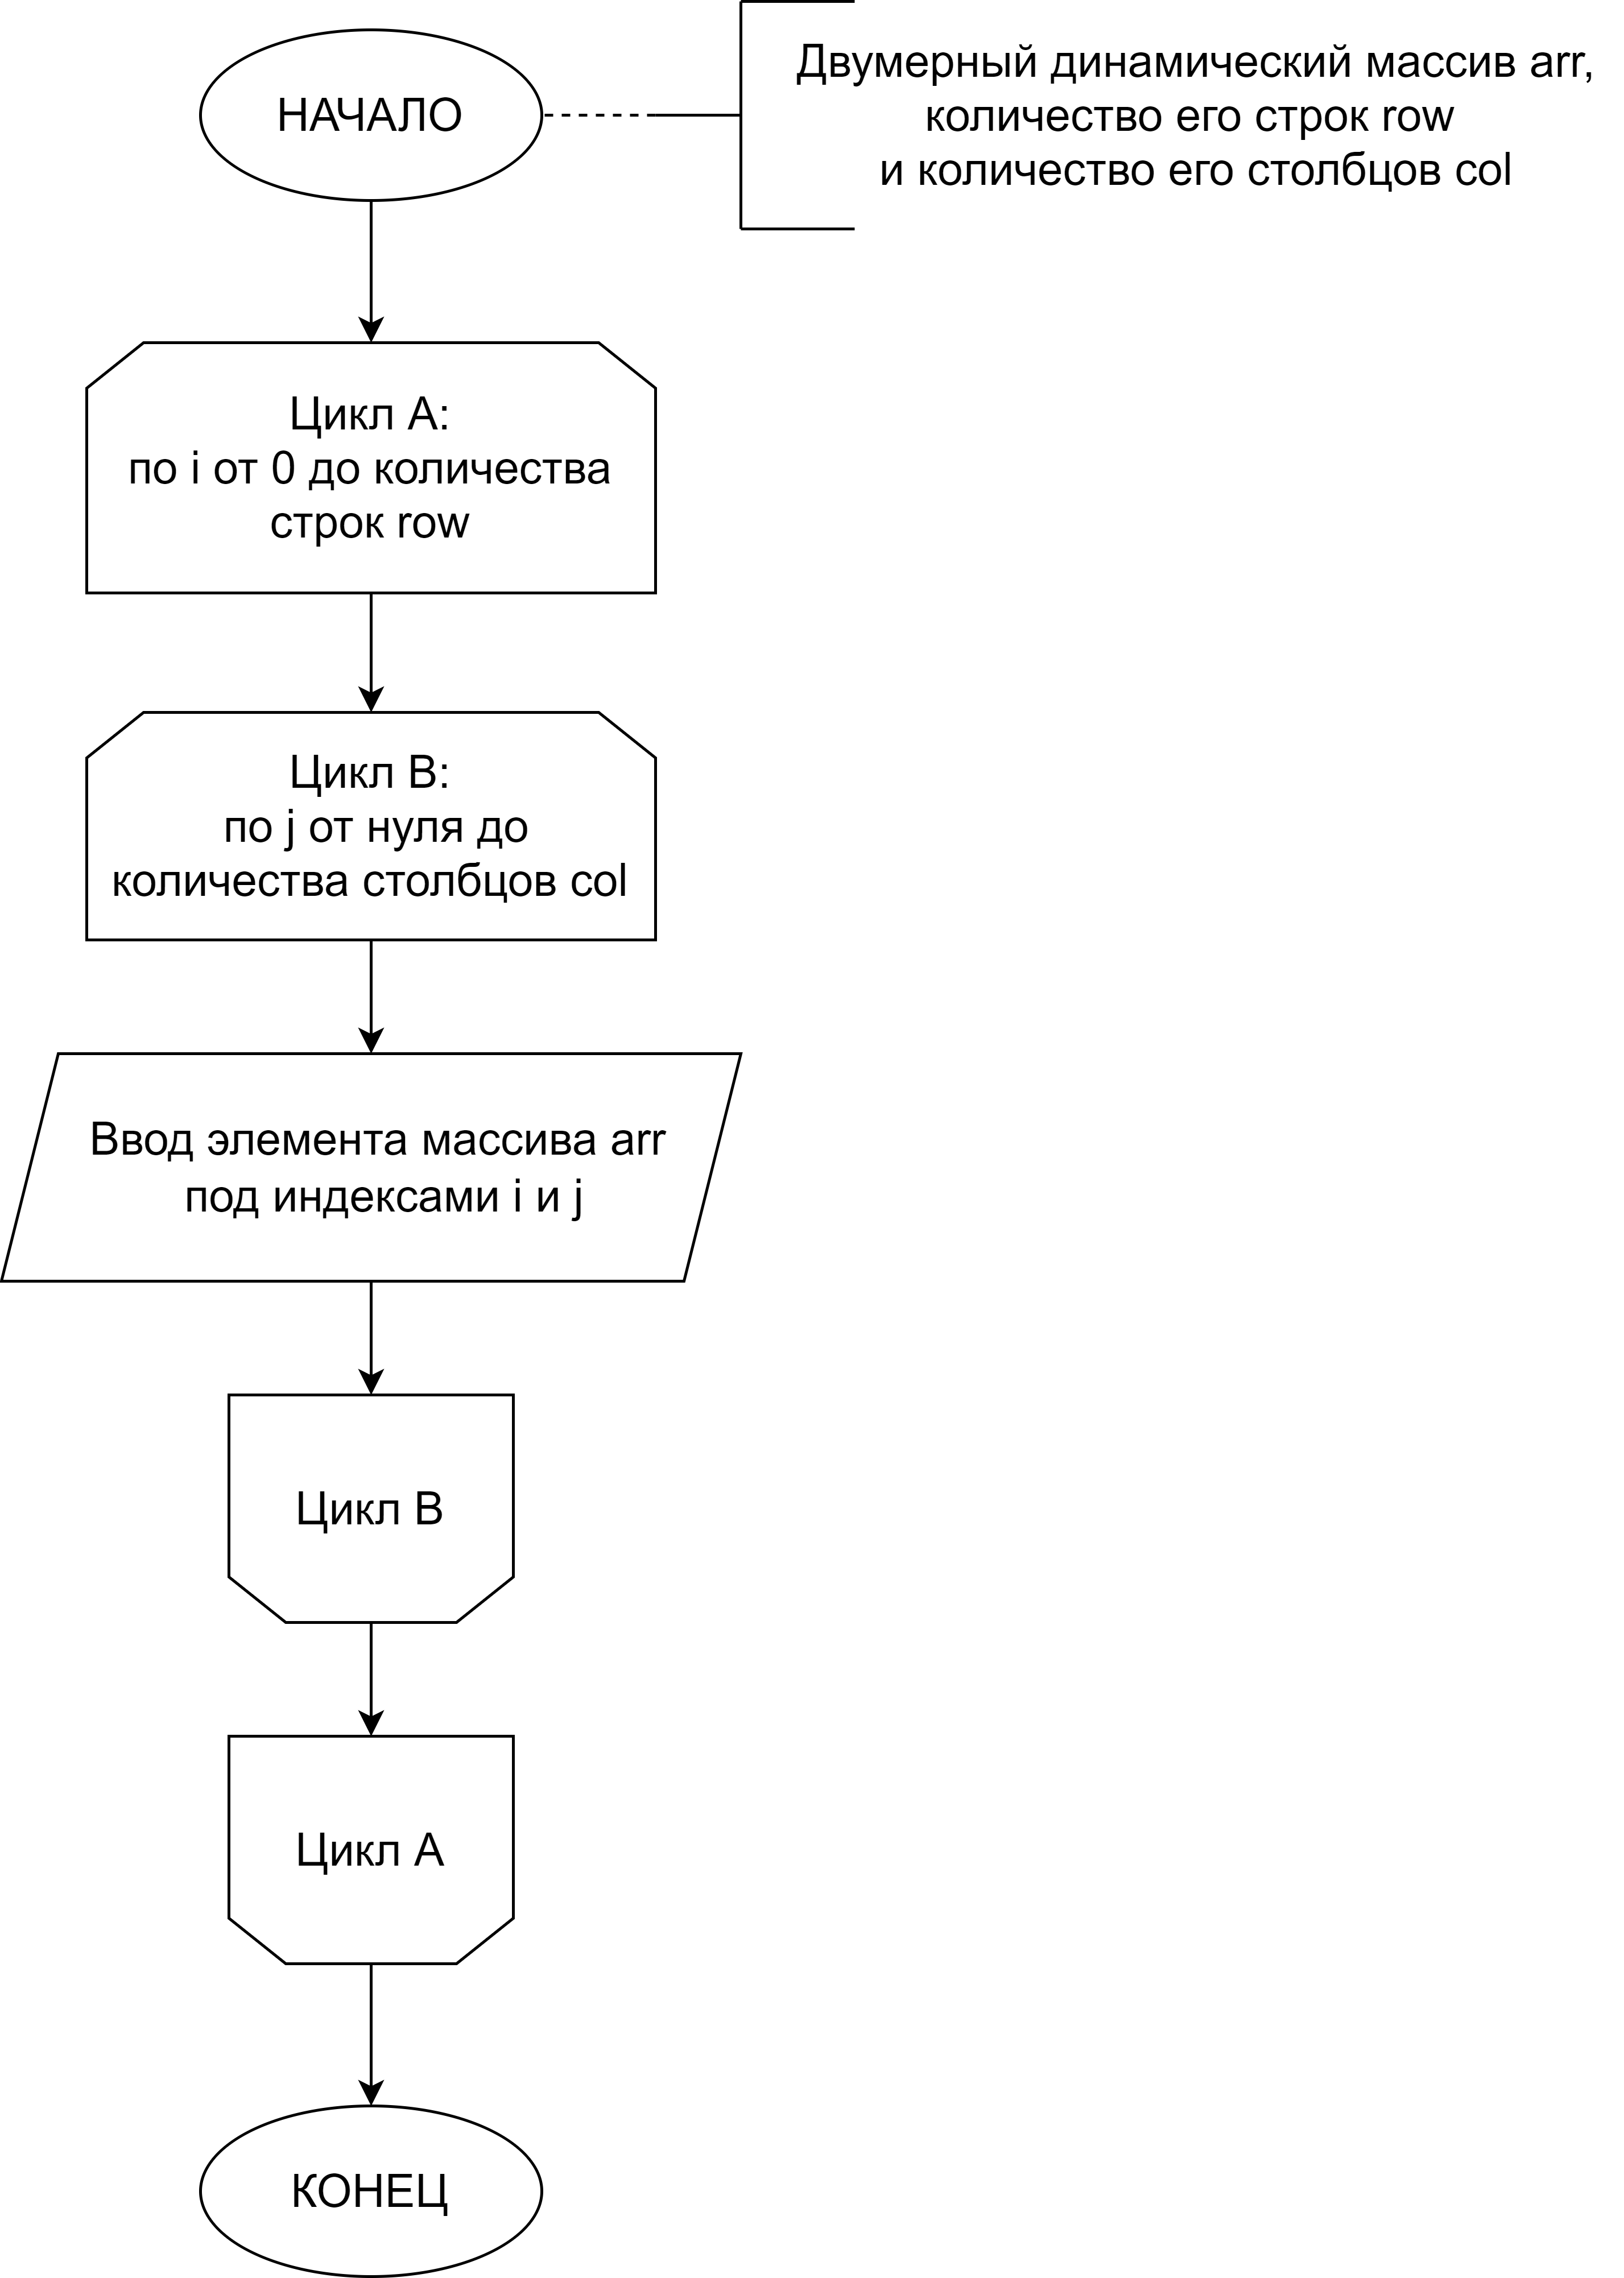 НАЧАЛО
Двумерный динамический массив arr,
количество его строк row
и количество его столбцов col
Цикл А:
по i от 0 до количества
строк row
Цикл В:
по j от нуля до
количества столбцов col
Ввод элемента массива arr
под индексами i и j
Цикл В
Цикл А
КОНЕЦ